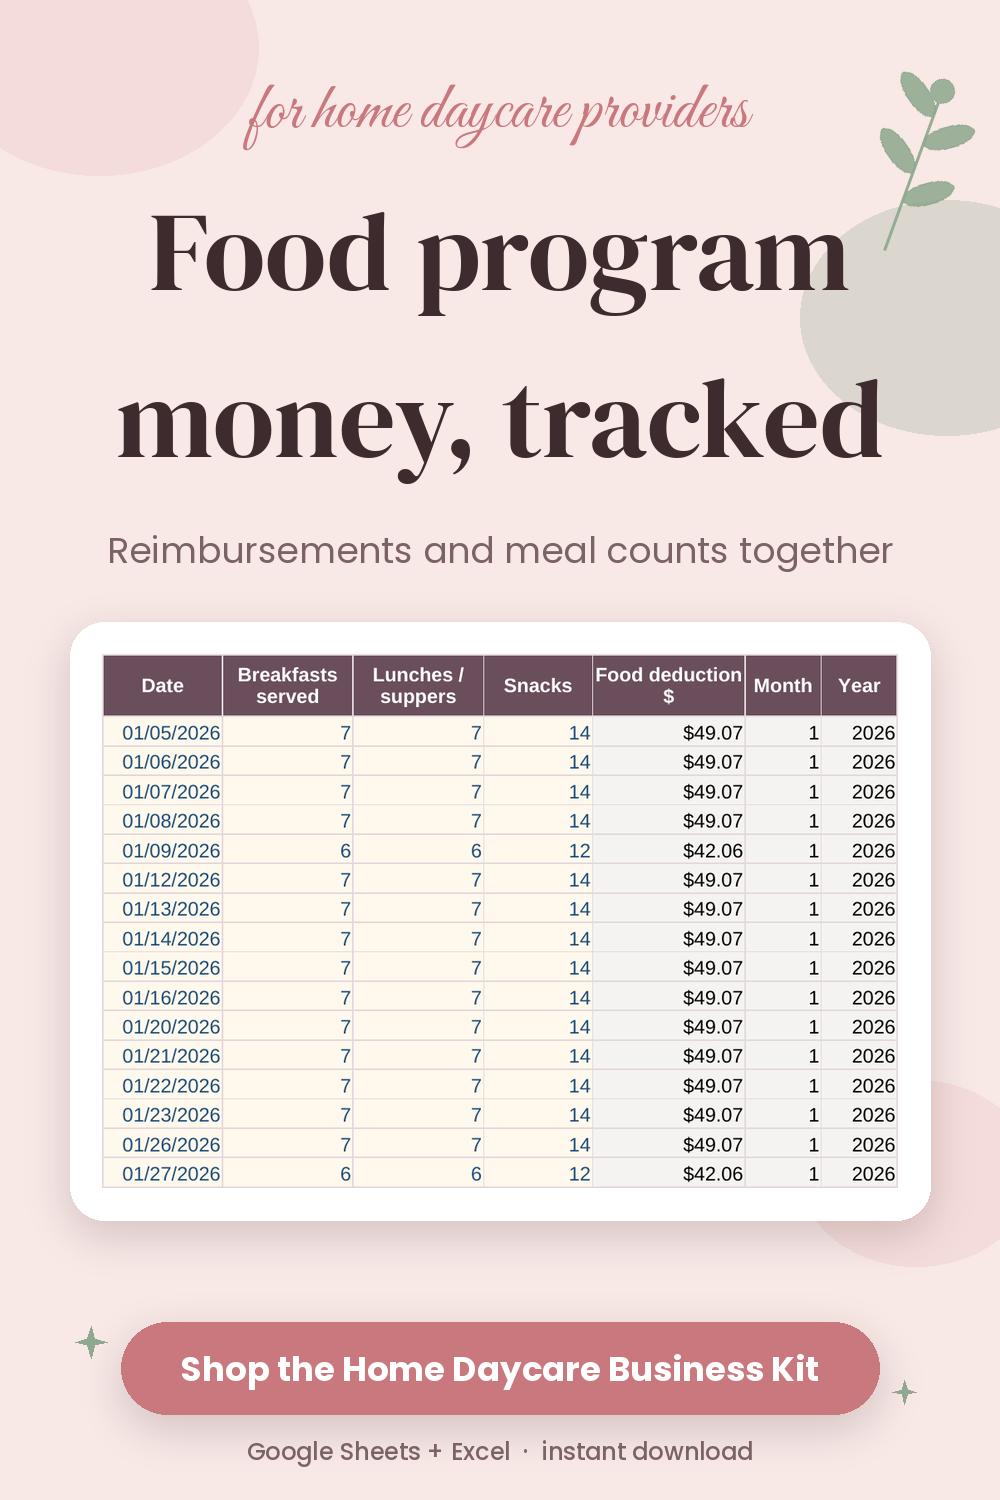 for home daycare providers
Food program
money, tracked
Reimbursements and meal counts together
Date Breakfasts served Lunches / suppers Snacks Food deduction $ Month Year
01/05/2026 7 7 14 $49.07 1 2026
01/06/2026 7 7 14 $49.07 1 2026
01/07/2026 7 7 14 $49.07 1 2026
01/08/2026 7 7 14 $49.07 1 2026
01/09/2026 6 6 12 $42.06 1 2026
01/12/2026 7 7 14 $49.07 1 2026
01/13/2026 7 7 14 $49.07 1 2026
01/14/2026 7 7 14 $49.07 1 2026
01/15/2026 7 7 14 $49.07 1 2026
01/16/2026 7 7 14 $49.07 1 2026
01/20/2026 7 7 14 $49.07 1 2026
01/21/2026 7 7 14 $49.07 1 2026
01/22/2026 7 7 14 $49.07 1 2026
01/23/2026 7 7 14 $49.07 1 2026
01/26/2026 7 7 14 $49.07 1 2026
01/27/2026 6 6 12 $42.06 1 2026
Shop the Home Daycare Business Kit
Google Sheets + Excel · instant download